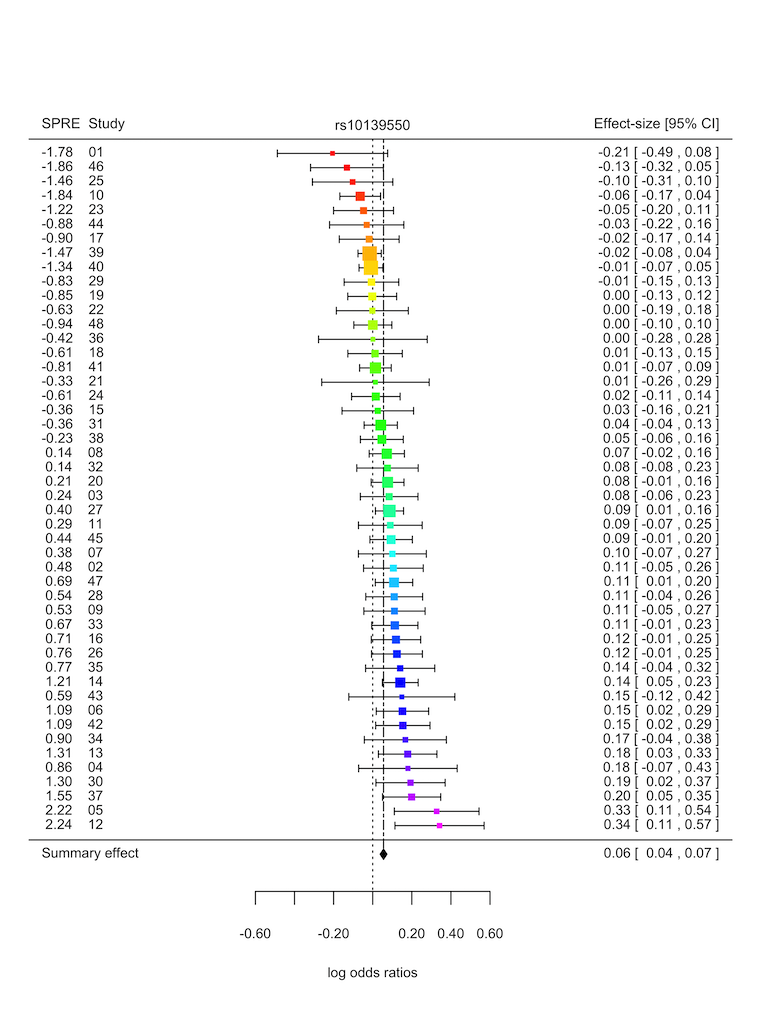 SPRE Study rs10139550 Effect-size [95% CI]
-1.78 01 -0.21 [ -0.49 , 0.08 ]
-1.86 46 -0.13 [ -0.32 , 0.05 ]
-1.46 25 -0.10 [ -0.31 , 0.10 ]
-1.84 10 -0.06 [ -0.17 , 0.04 ]
-1.22 23 -0.05 [ -0.20 , 0.11 ]
-0.88 44 -0.03 [ -0.22 , 0.16 ]
-0.90 17 -0.02 [ -0.17 , 0.14 ]
-1.47 39 -0.02 [ -0.08 , 0.04 ]
-1.34 40 -0.01 [ -0.07 , 0.05 ]
-0.83 29 -0.01 [ -0.15 , 0.13 ]
-0.85 19 0.00 [ -0.13 , 0.12 ]
-0.63 22 0.00 [ -0.19 , 0.18 ]
-0.94 48 0.00 [ -0.10 , 0.10 ]
-0.42 36 0.00 [ -0.28 , 0.28 ]
-0.61 18 0.01 [ -0.13 , 0.15 ]
-0.81 41 0.01 [ -0.07 , 0.09 ]
-0.33 21 0.01 [ -0.26 , 0.29 ]
-0.61 24 0.02 [ -0.11 , 0.14 ]
-0.36 15 0.03 [ -0.16 , 0.21 ]
-0.36 31 0.04 [ -0.04 , 0.13 ]
-0.23 38 0.05 [ -0.06 , 0.16 ]
0.14 08 0.07 [ -0.02 , 0.16 ]
0.14 32 0.08 [ -0.08 , 0.23 ]
0.21 20 0.08 [ -0.01 , 0.16 ]
0.24 03 0.08 [ -0.06 , 0.23 ]
0.40 27 0.09 [ 0.01 , 0.16 ]
0.29 11 0.09 [ -0.07 , 0.25 ]
0.44 45 0.09 [ -0.01 , 0.20 ]
0.38 07 0.10 [ -0.07 , 0.27 ]
0.48 02 0.11 [ -0.05 , 0.26 ]
0.69 47 0.11 [ 0.01 , 0.20 ]
0.54 28 0.11 [ -0.04 , 0.26 ]
0.53 09 0.11 [ -0.05 , 0.27 ]
0.67 33 0.11 [ -0.01 , 0.23 ]
0.71 16 0.12 [ -0.01 , 0.25 ]
0.76 26 0.12 [ -0.01 , 0.25 ]
0.77 35 0.14 [ -0.04 , 0.32 ]
1.21 14 0.14 [ 0.05 , 0.23 ]
0.59 43 0.15 [ -0.12 , 0.42 ]
1.09 06 0.15 [ 0.02 , 0.29 ]
1.09 42 0.15 [ 0.02 , 0.29 ]
0.90 34 0.17 [ -0.04 , 0.38 ]
1.31 13 0.18 [ 0.03 , 0.33 ]
0.86 04 0.18 [ -0.07 , 0.43 ]
1.30 30 0.19 [ 0.02 , 0.37 ]
1.55 37 0.20 [ 0.05 , 0.35 ]
2.22 05 0.33 [ 0.11 , 0.54 ]
2.24 12 0.34 [ 0.11 , 0.57 ]
Summary effect 0.06 [ 0.04 , 0.07 ]
-0.60 -0.20 0.20 0.40 0.60
log odds ratios